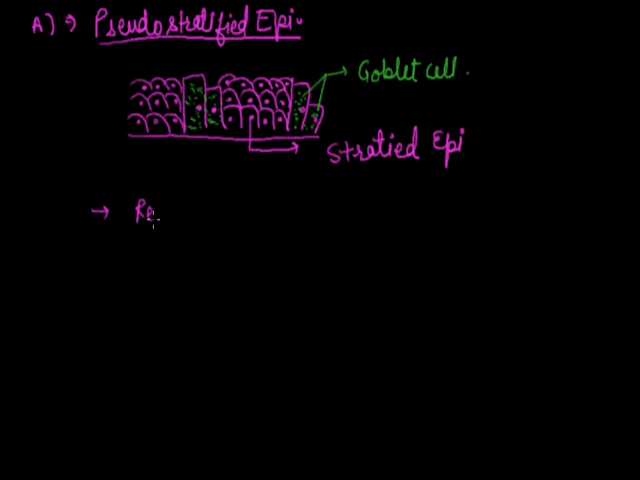 A) → Pseudostratified Epi.
→ Goblet cell.
Stratied Epi
→ Re